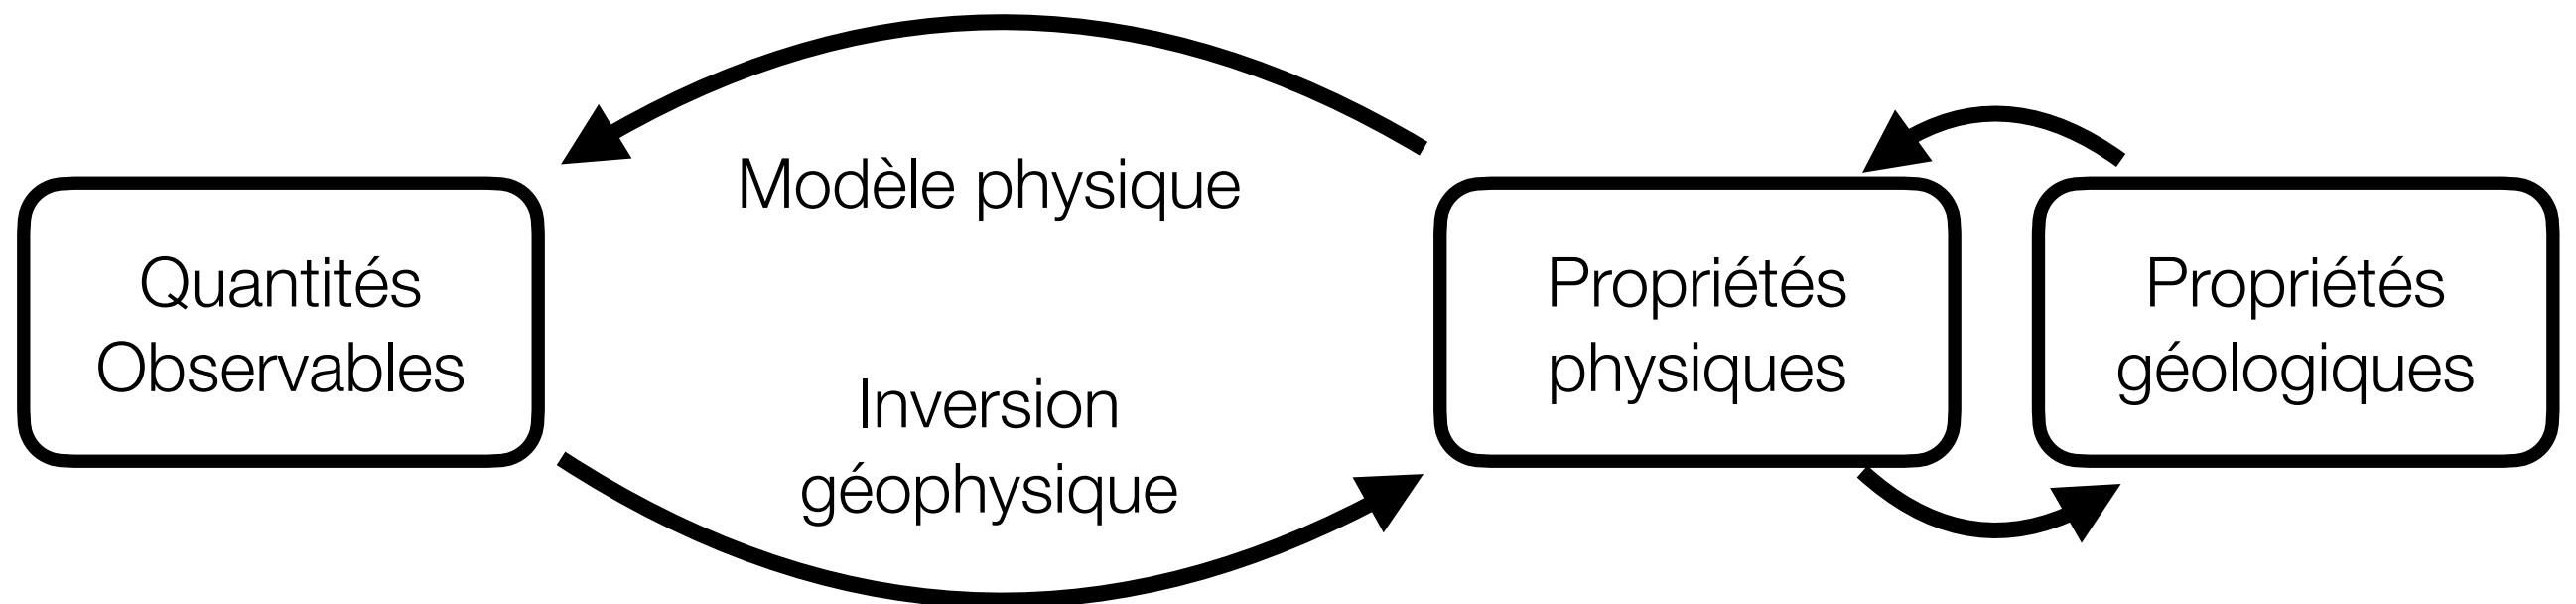 Quantités
Observables
Modèle physique
Inversion
géophysique
Propriétés
physiques
Propriétés
géologiques